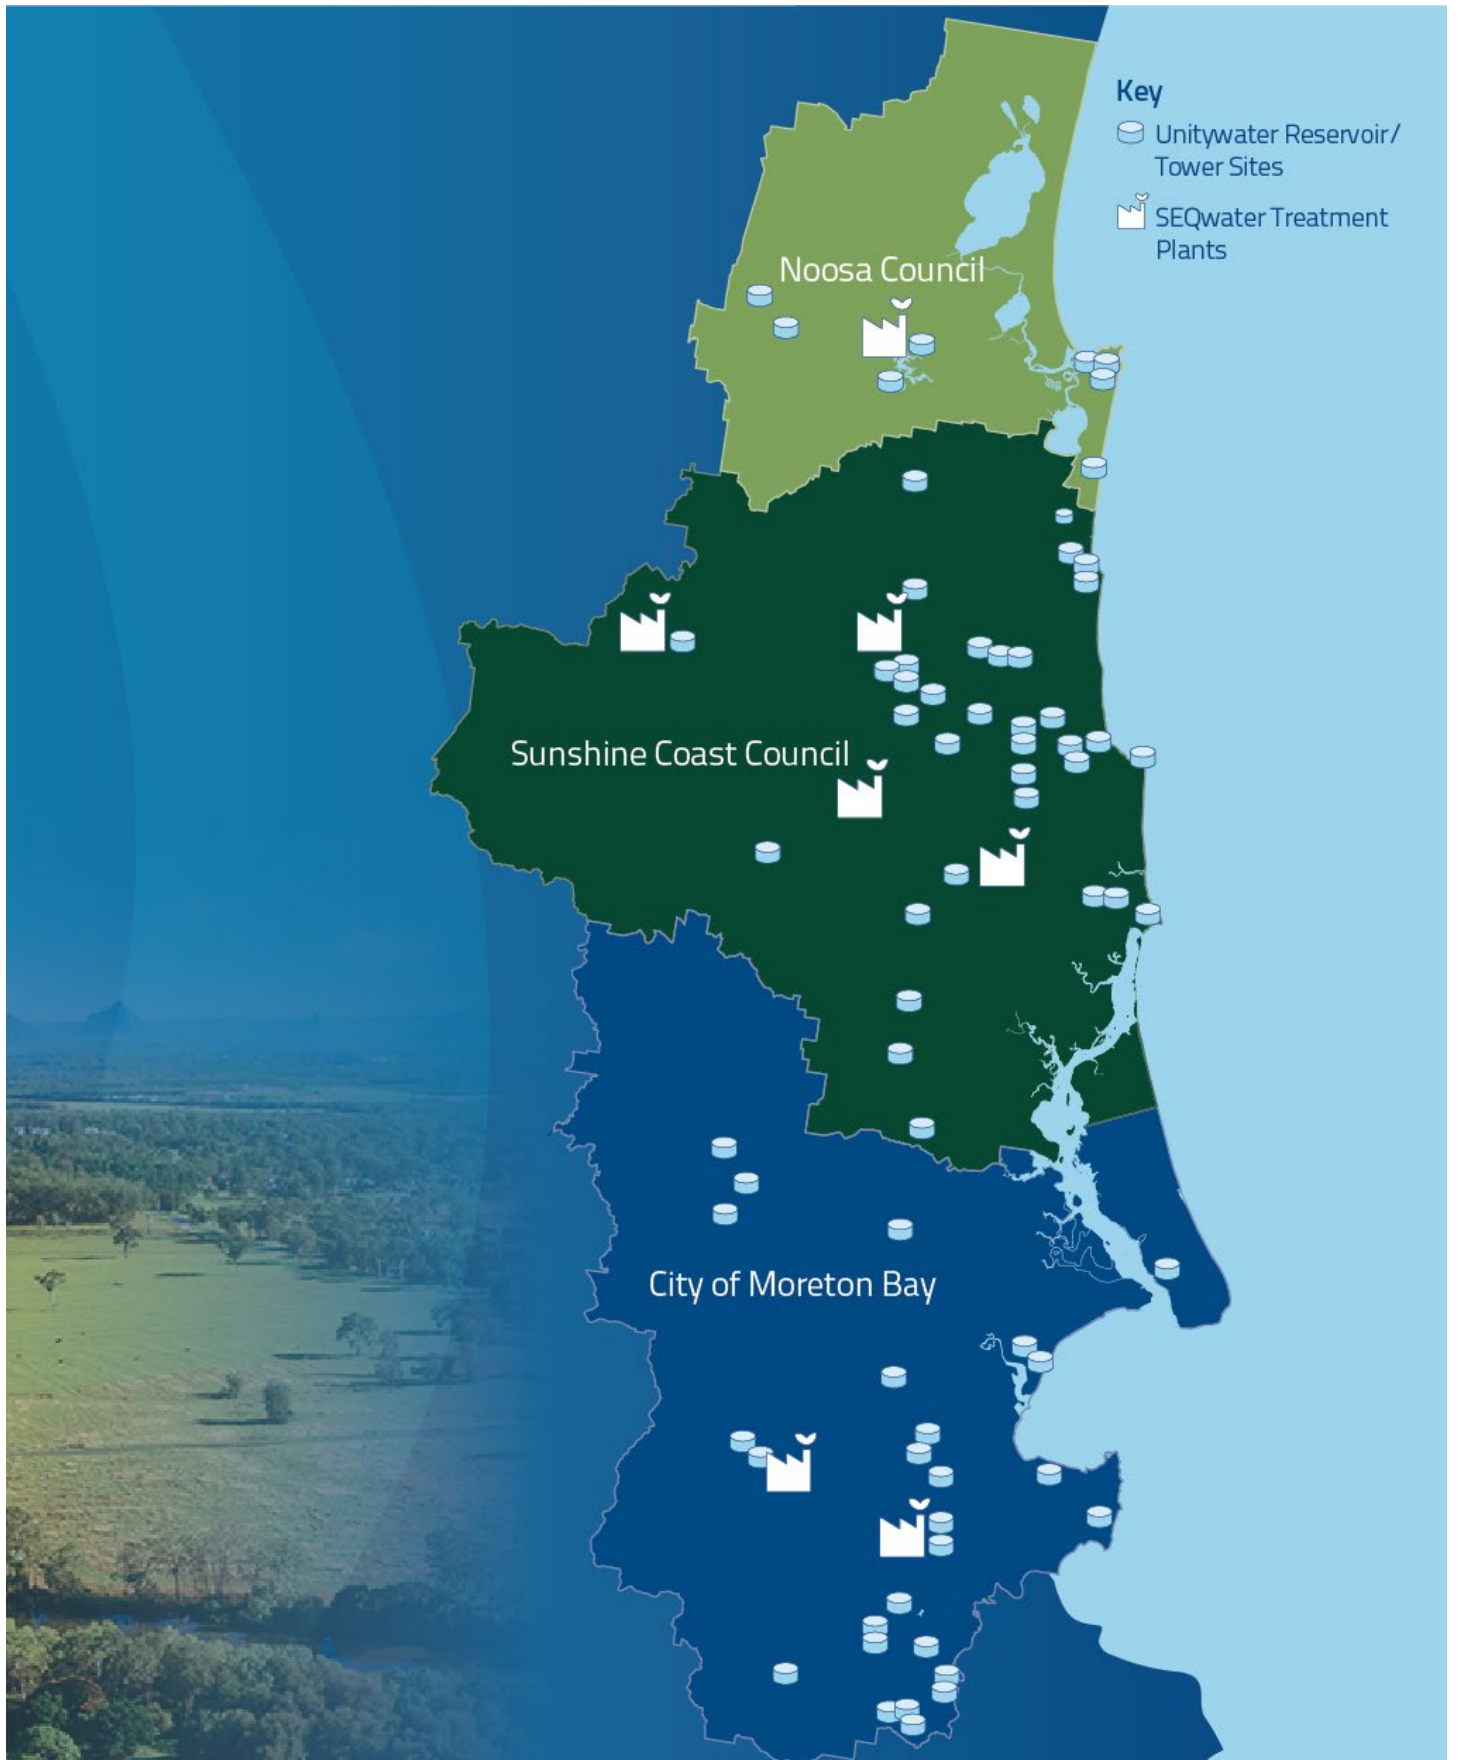 Key
Unitywater Reservoir/
Tower Sites
SEQwater Treatment
Plants
Noosa Council
Sunshine Coast Council
City of Moreton Bay